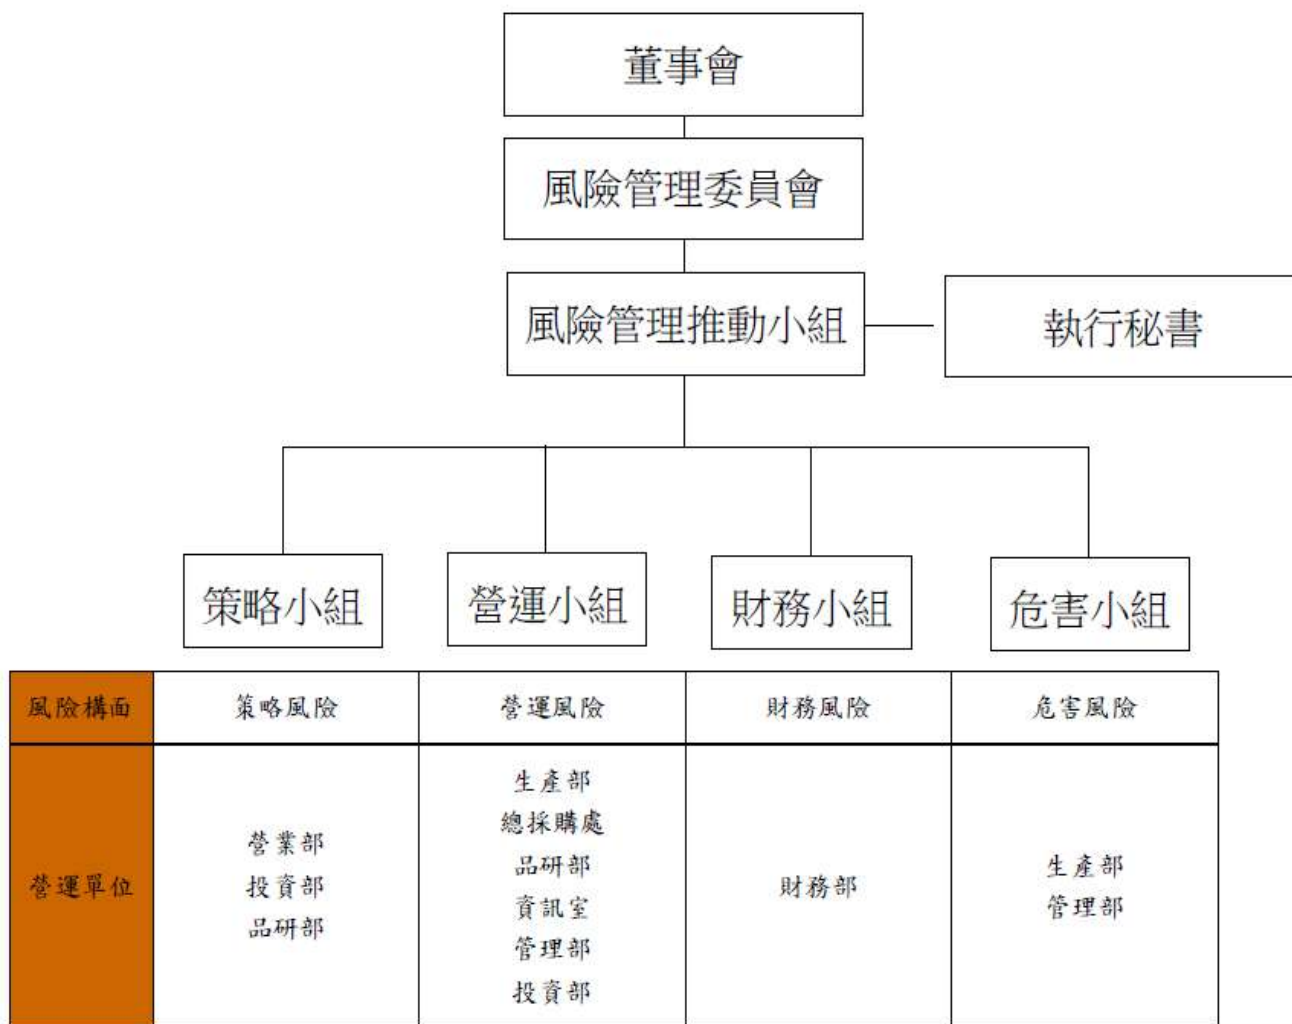 董事會
風險管理委員會
風險管理推動小組
執行秘書
策略小組
營運小組
財務小組
危害小組
風險構面
策略風險
營運風險
財務風險
危害風險
營運單位
營業部
投資部
品研部
生產部
總採購處
品研部
資訊室
管理部
投資部
財務部
生產部
管理部